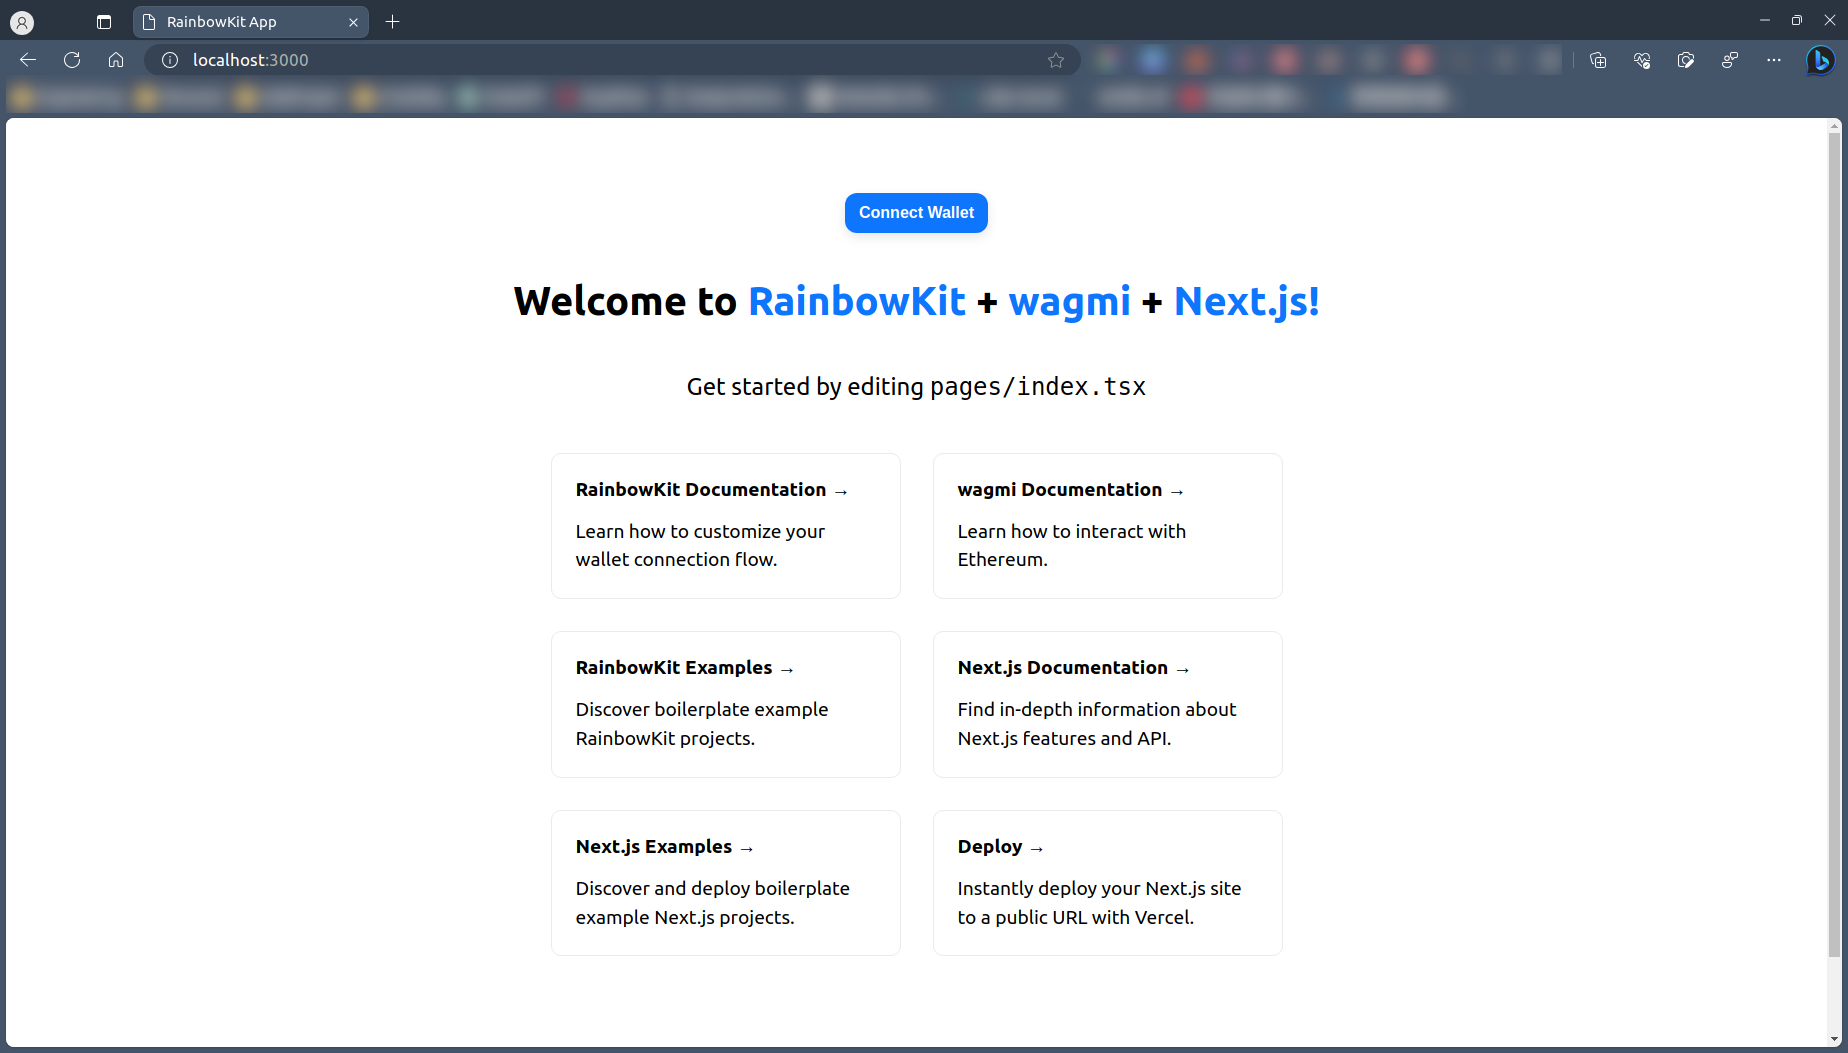 RainbowKit App
localhost:3000
Connect Wallet
Welcome to RainbowKit + wagmi + Next.js!
Get started by editing pages/index.tsx
RainbowKit Documentation →
Learn how to customize your
wallet connection flow.
wagmi Documentation →
Learn how to interact with
Ethereum.
RainbowKit Examples →
Discover boilerplate example
RainbowKit projects.
Next.js Documentation →
Find in-depth information about
Next.js features and API.
Next.js Examples →
Discover and deploy boilerplate
example Next.js projects.
Deploy →
Instantly deploy your Next.js site
to a public URL with Vercel.